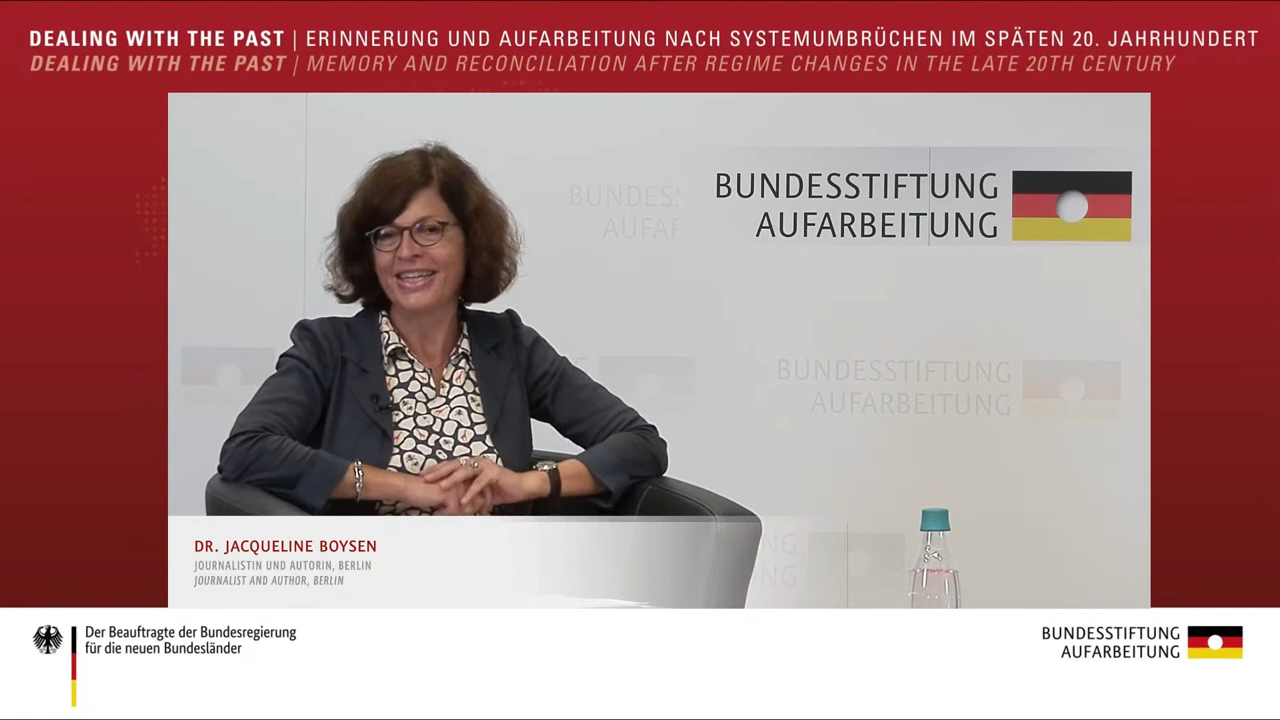 DEALING WITH THE PAST | ERINNERUNG UND AUFARBEITUNG NACH SYSTEMUMBRÜCHEN IM SPÄTEN 20. JAHRHUNDERT
DEALING WITH THE PAST | MEMORY AND RECONCILIATION AFTER REGIME CHANGES IN THE LATE 20TH CENTURY
BUNDESSTIFTUNG
AUFARBEITUNG
BUNDESS
AUFAR
BUNDESSTIFTUNG
AUFARBEITUNG
DR. JACQUELINE BOYSEN
JOURNALISTIN UND AUTORIN, BERLIN
JOURNALIST AND AUTHOR, BERLIN
Der Beauftragte der Bundesregierung
für die neuen Bundesländer
BUNDESSTIFTUNG
AUFARBEITUNG